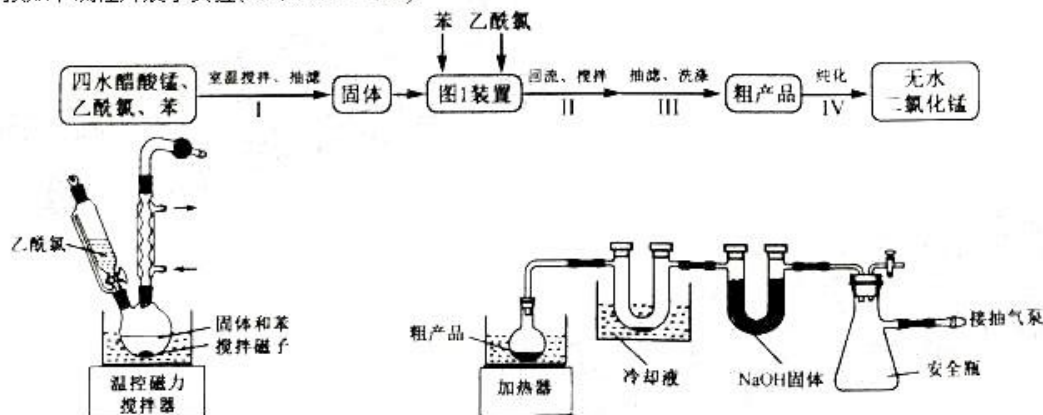 苯 乙酰氯
四水醋酸锰、
乙酰氯、苯
室温搅拌、抽滤
I
固体
图1装置
回流、搅拌
II
抽滤、洗涤
III
粗产品
纯化
IV
无水
二氯化锰
乙酰氯
固体和苯
搅拌磁子
温控磁力
搅拌器
粗产品
加热器
冷却液
NaOH固体
安全瓶
接抽气泵